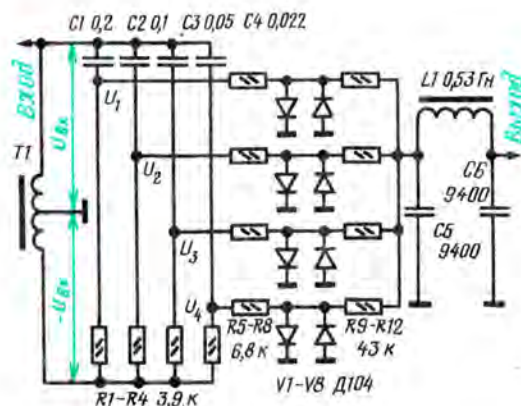 C1 0,2 C2 0,1 C3 0,05 C4 0,022
Вход
Uвх
T1
-Uвх
U1
U2
U3
U4
R1-R4 3,9 к
R5-R8
6,8 к
R9-R12
43 к
V1-V8 Д104
L1 0,53 Гн
Выход
C6
9400
C5
9400